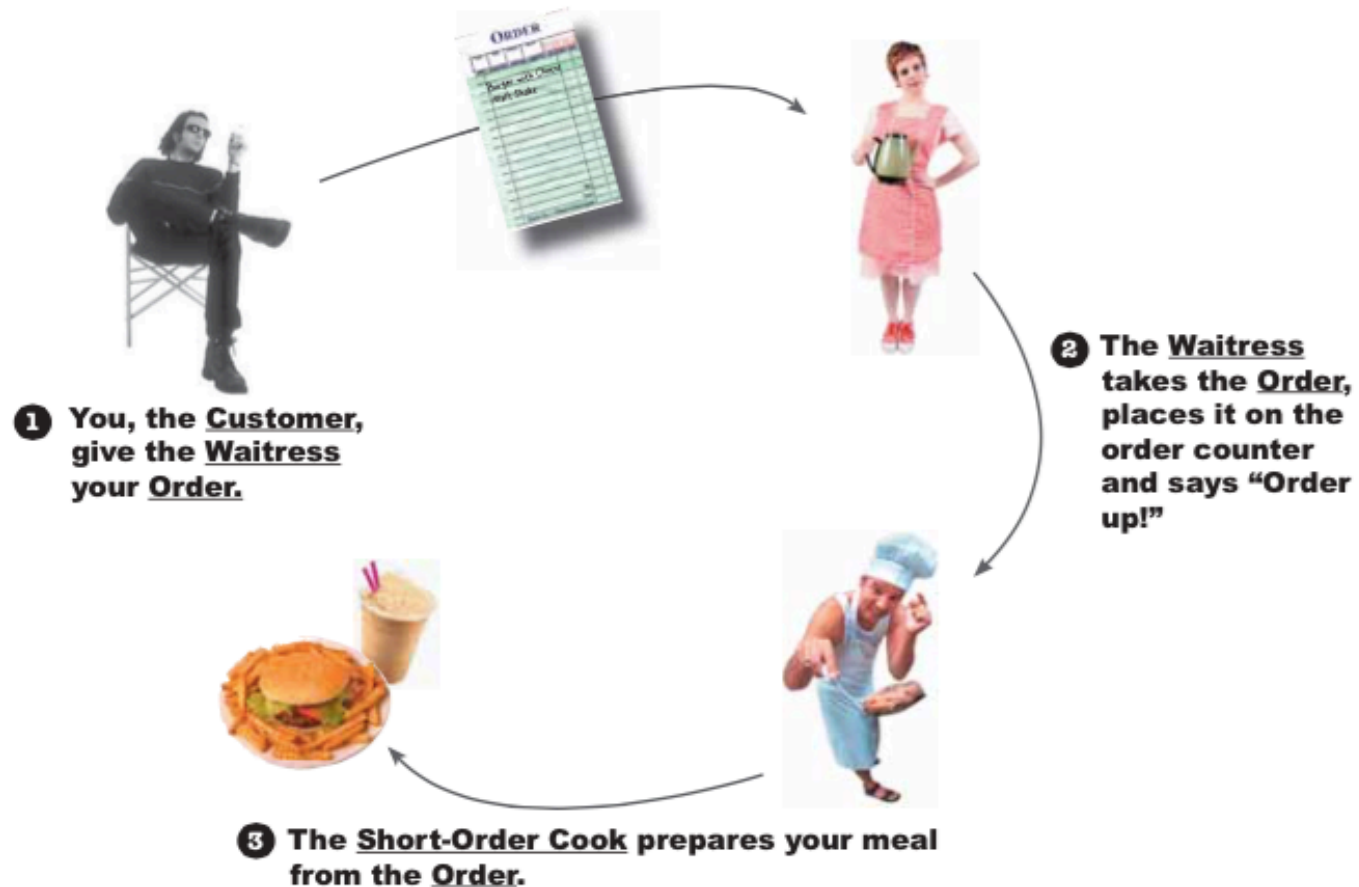 ORDER
Burger with Cheese
Malt Shake
1 You, the Customer,
give the Waitress
your Order.
2 The Waitress
takes the Order,
places it on the
order counter
and says “Order
up!”
3 The Short-Order Cook prepares your meal
from the Order.